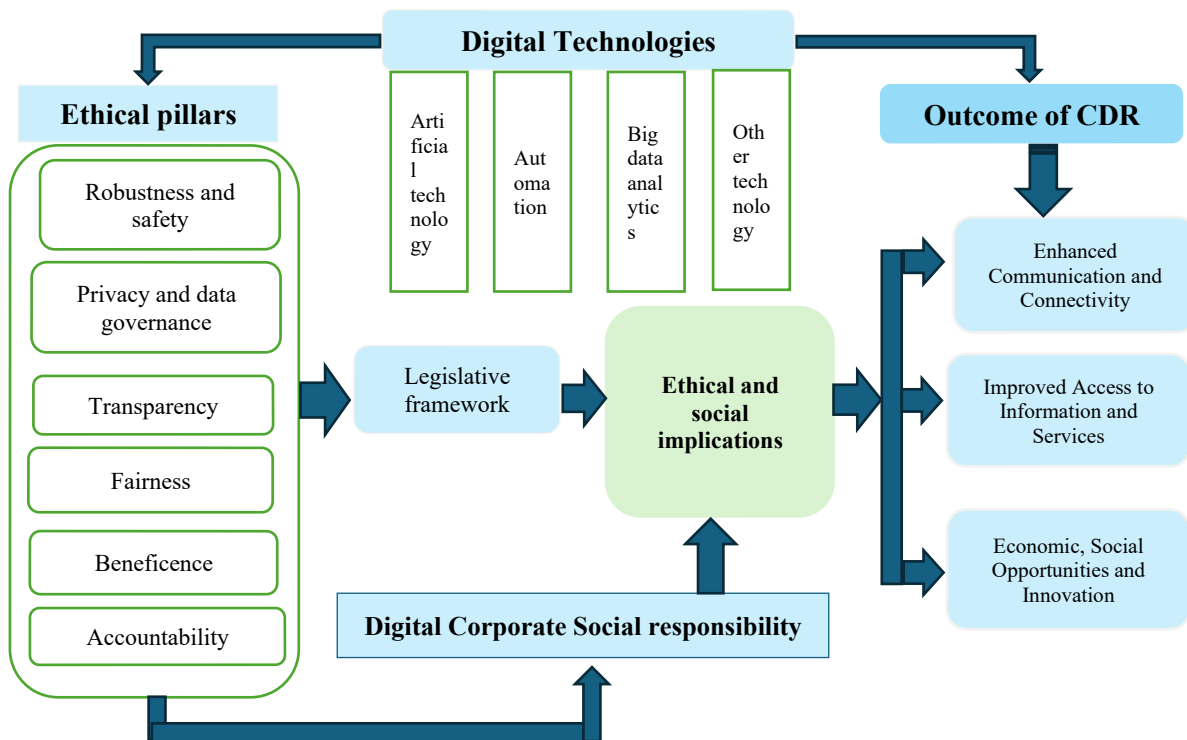 Digital Technologies
Ethical pillars
Outcome of CDR
Arti
ficia
l tech
nolo
gy
Aut
oma
tion
Big
data
anal
ytic
s
Oth
er tech
nolo
gy
Robustness and
safety
Privacy and data
governance
Transparency
Fairness
Beneficence
Accountability
Legislative
framework
Ethical and
social
implications
Digital Corporate Social responsibility
Enhanced
Communication and
Connectivity
Improved Access to
Information and
Services
Economic, Social
Opportunities and
Innovation